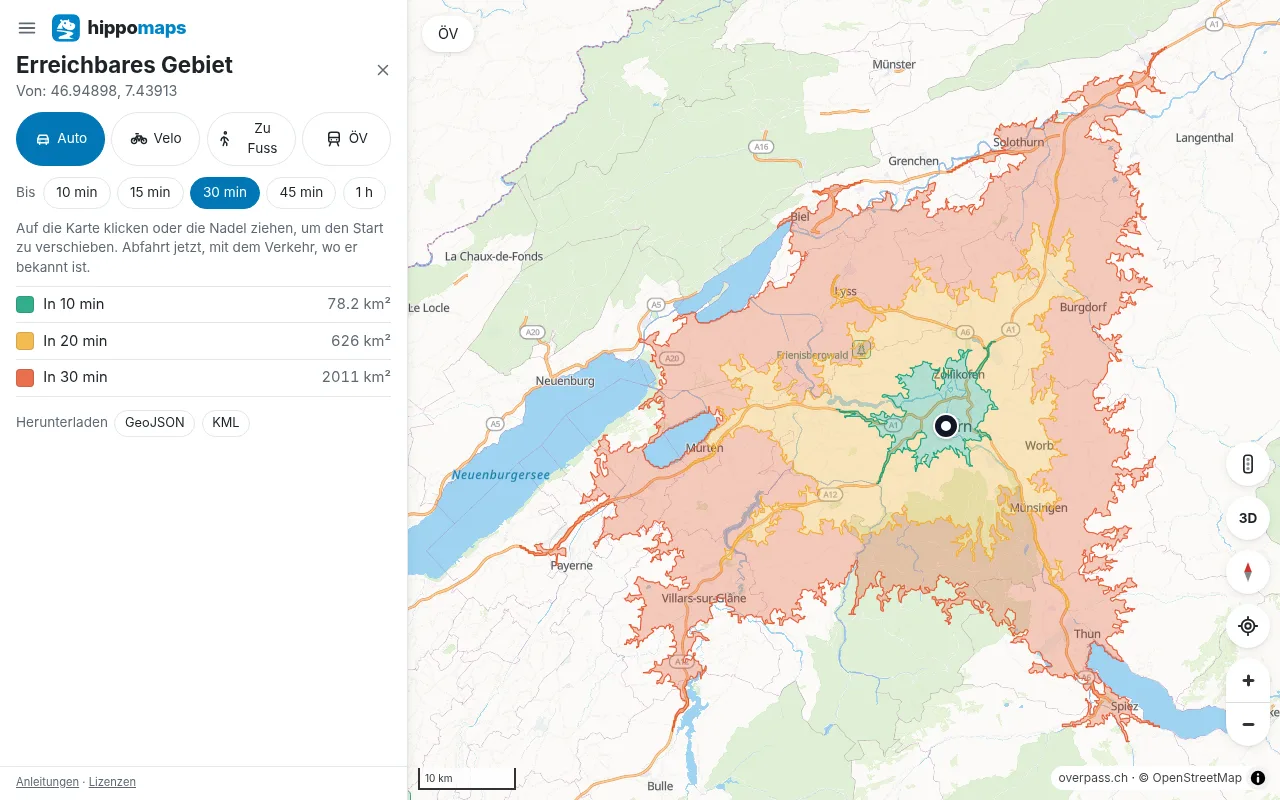 hippomaps
Erreichbares Gebiet
Von: 46.94898, 7.43913
Auto
Velo
Zu
Fuss
ÖV
Bis
10 min
15 min
30 min
45 min
1 h
Auf die Karte klicken oder die Nadel ziehen, um den Start
zu verschieben. Abfahrt jetzt, mit dem Verkehr, wo er
bekannt ist.
In 10 min
78.2 km²
In 20 min
626 km²
In 30 min
2011 km²
Herunterladen
GeoJSON
KML
Anleitungen · Lizenzen
ÖV
A1
Münster
Langenthal
A16
Solothurn
Grenchen
Biel
La Chaux-de-Fonds
Lyss
Le Locle
A5
Burgdorf
A20
A6
A1
Frienisbergwald
A20
Zollikofen
Neuenburg
A5
A1
Murten
Worb
Neuenburgersee
A12
Münsingen
Payerne
Villars-sur-Glâne
Thun
A6
Spiez
Bulle
3D
10 km
overpass.ch · © OpenStreetMap